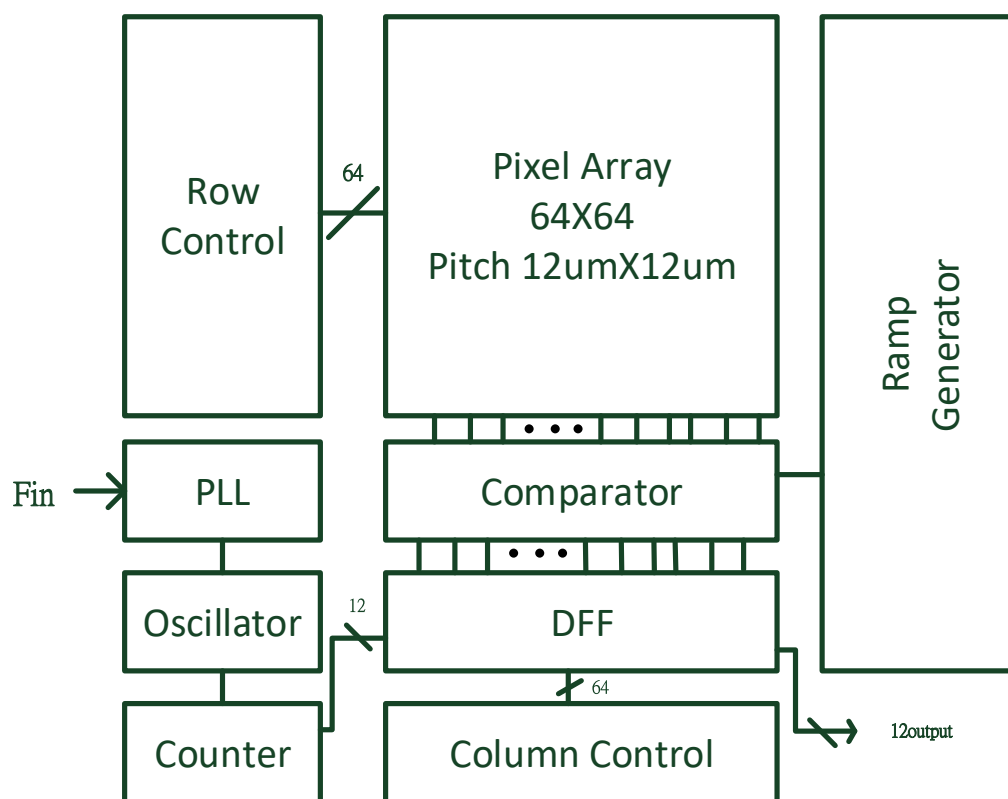 Row
Control
64
Pixel Array
64X64
Pitch 12umX12um
Ramp
Generator
Fin
PLL
Comparator
Oscillator
12
DFF
64
Counter
Column Control
12output